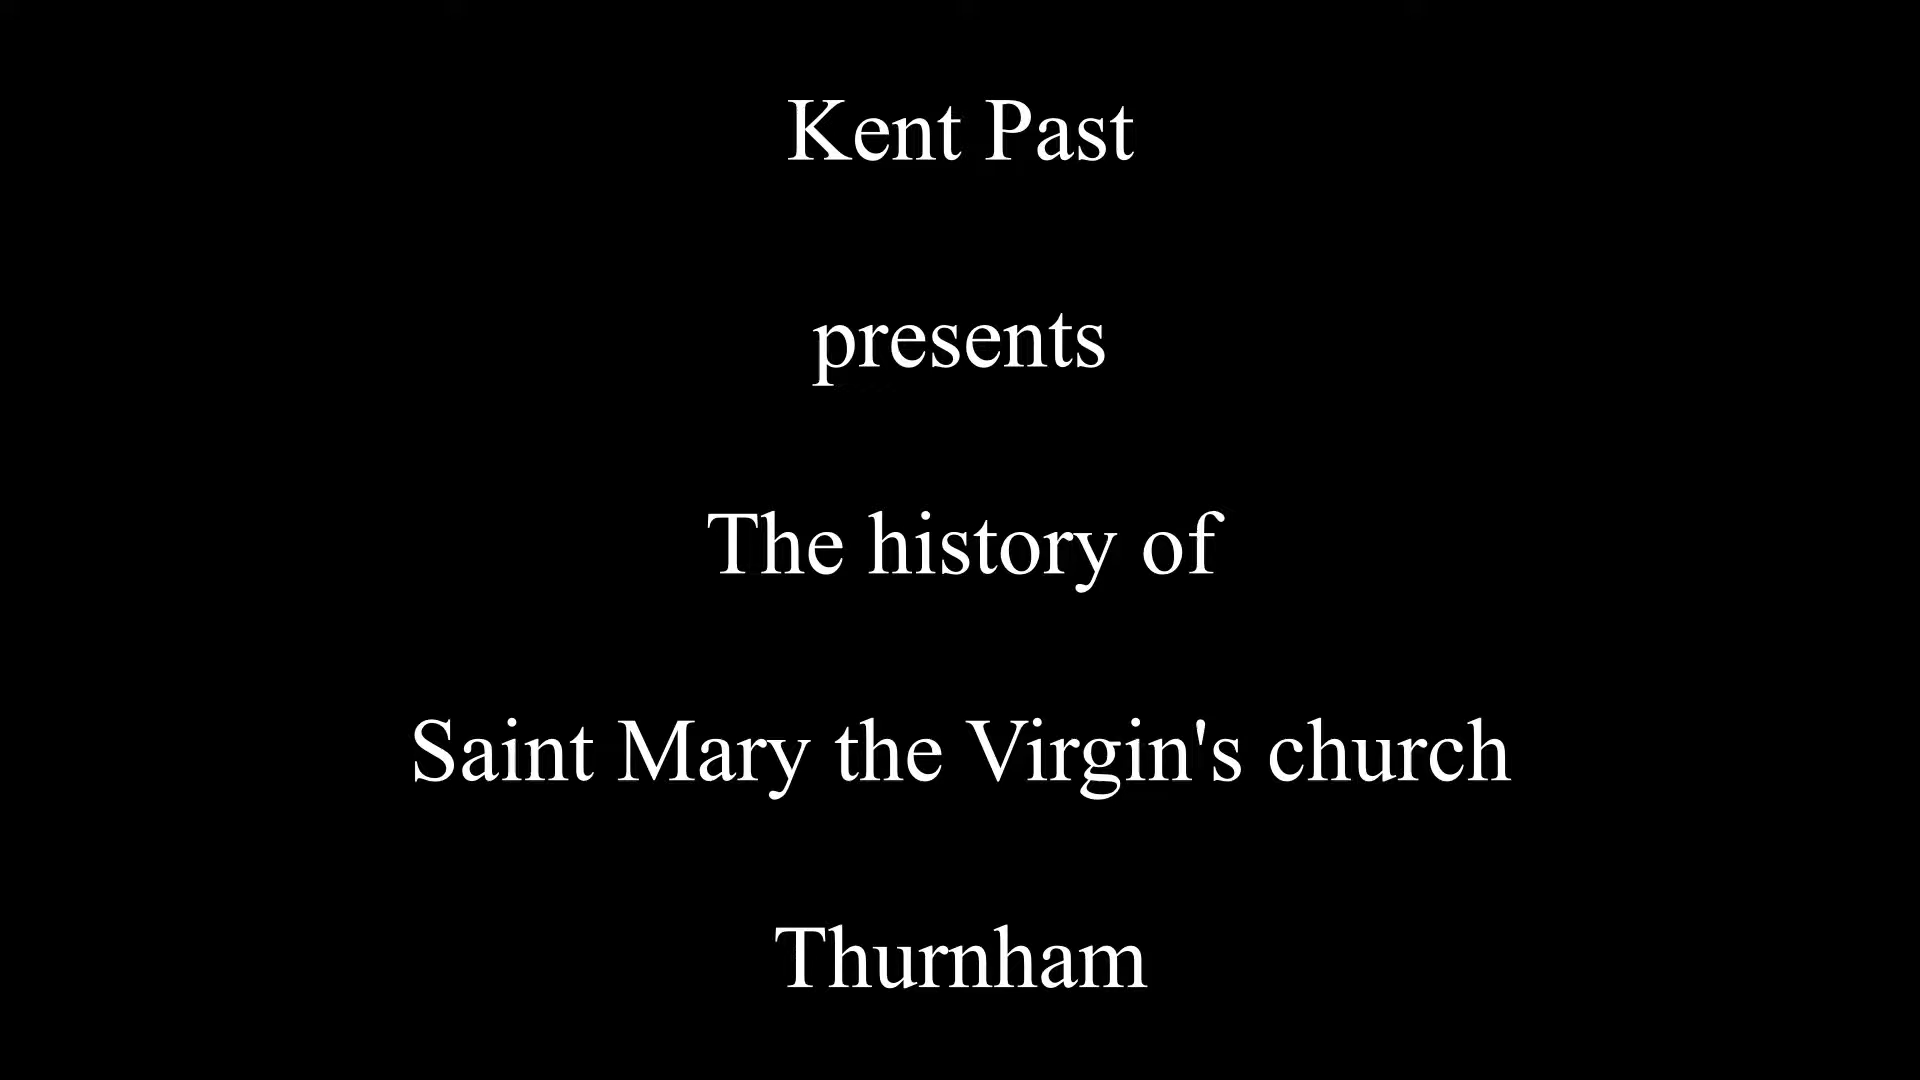 Kent Past
presents
The history of
Saint Mary the Virgin's church
Thurnham